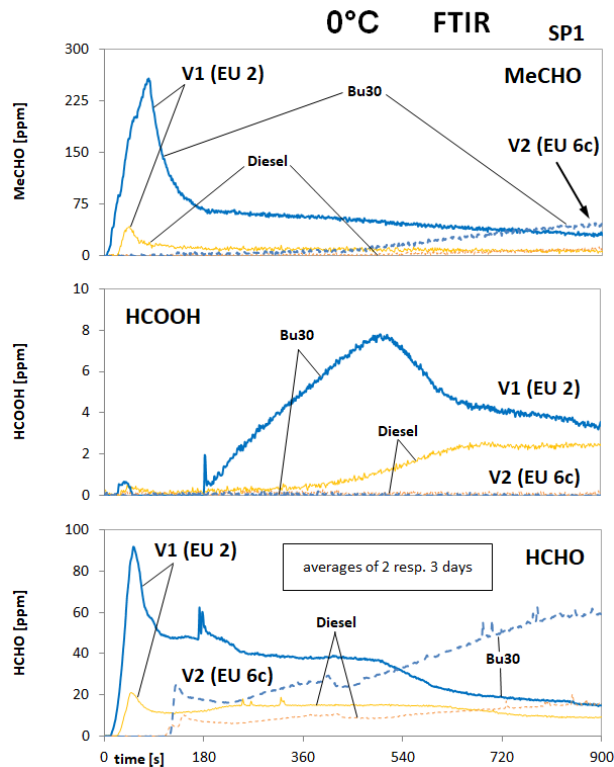 0°C FTIR SP1
300
225
150
75
0
MeCHO [ppm]
V1 (EU 2)
Bu30
MeCHO
Diesel
V2 (EU 6c)
10
8
6
4
2
0
HCOOH [ppm]
HCOOH
Bu30
V1 (EU 2)
Diesel
V2 (EU 6c)
100
80
60
40
20
0
HCHO [ppm]
V1 (EU 2)
averages of 2 resp. 3 days
HCHO
Diesel
V2 (EU 6c)
Bu30
0 time [s] 180 360 540 720 900